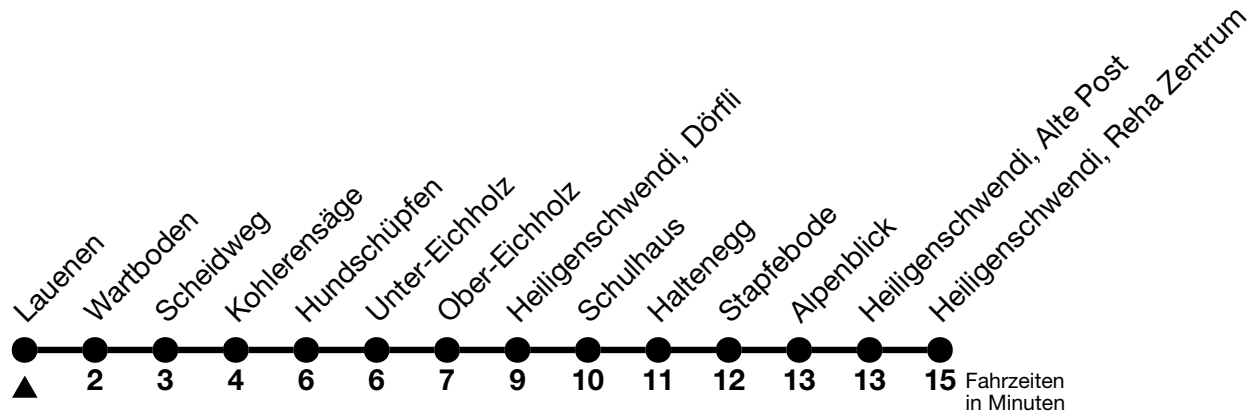 Lauenen
Wartboden
Scheidweg
Kohlerensäge
Hundschüpfen
Unter-Eichholz
Ober-Eichholz
Heiligenschwendi, Dörfli
Schulhaus
Haltenegg
Stapfebode
Alpenblick
Heiligenschwendi, Alte Post
Heiligenschwendi, Reha Zentrum
2 3 4 6 6 7 9 10 11 12 13 13 15 Fahrzeiten
in Minuten